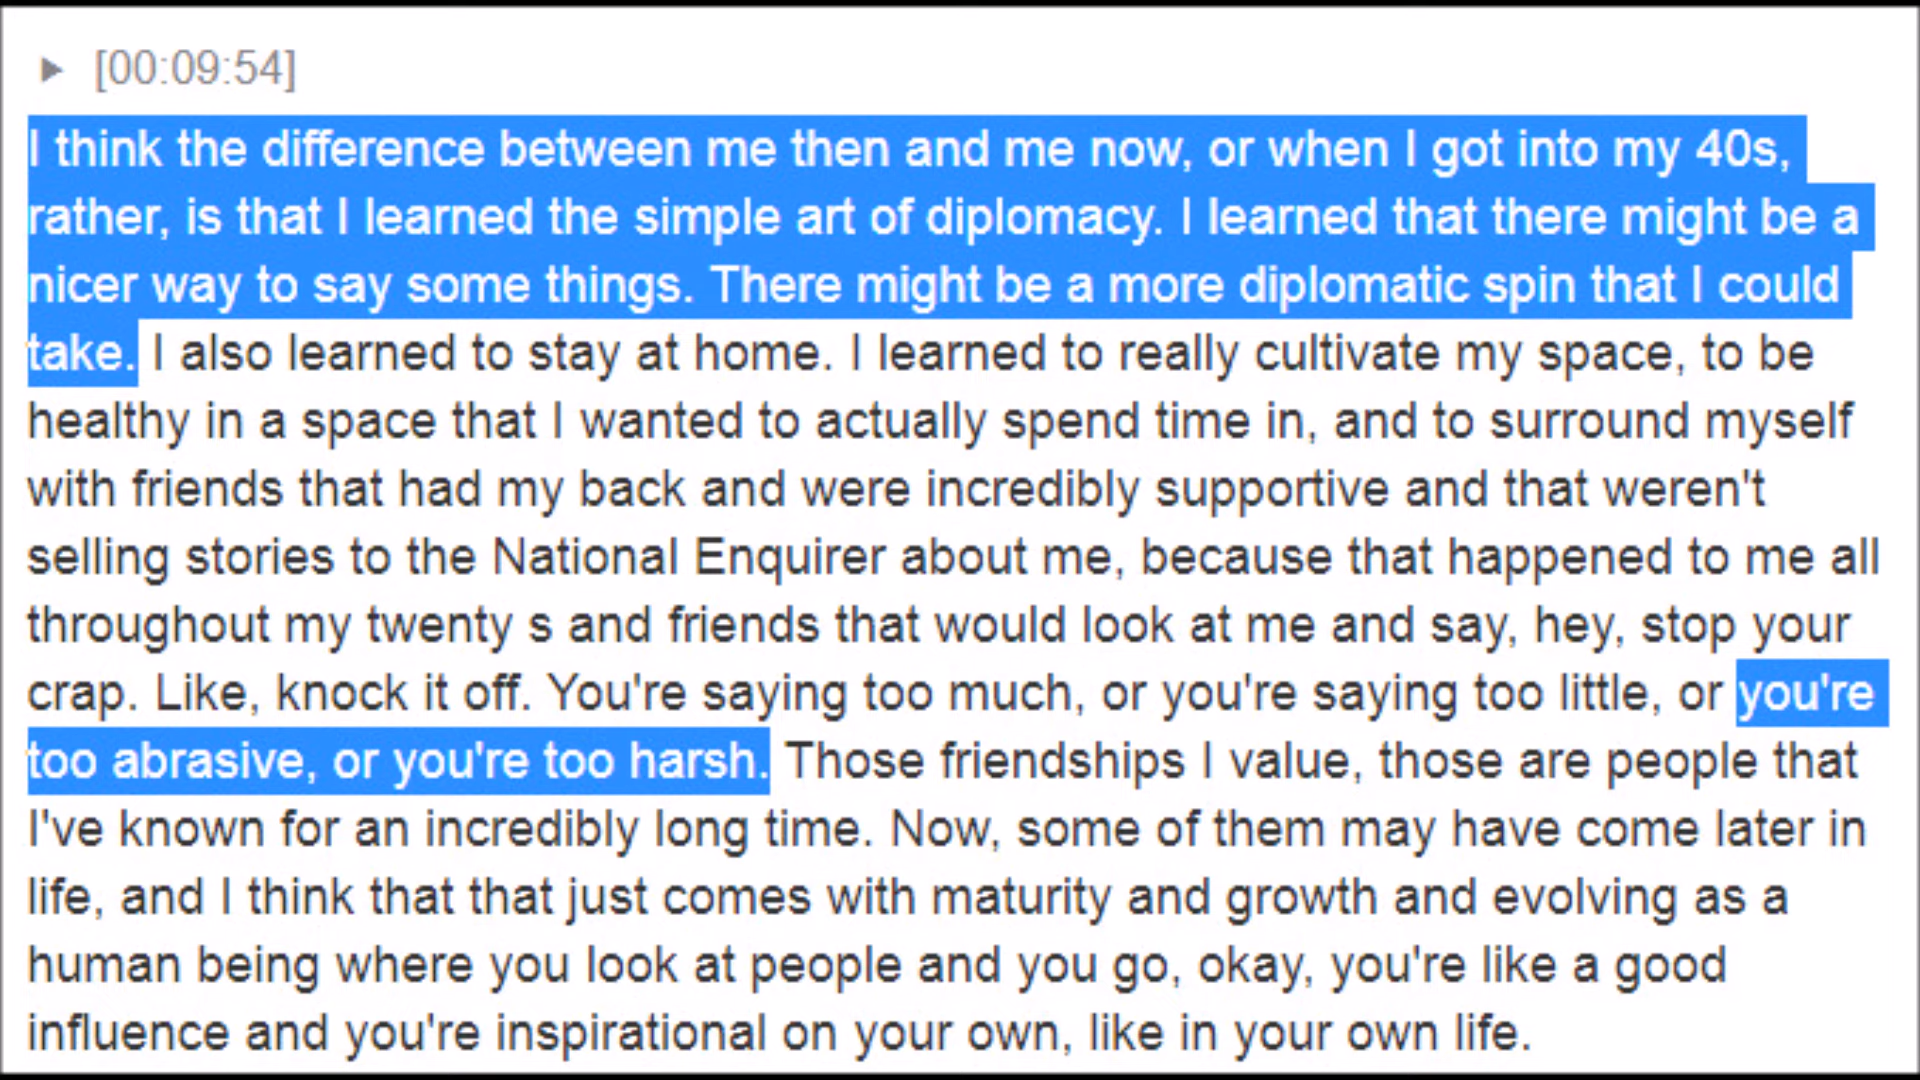 [00:09:54]
I think the difference between me then and me now, or when I got into my 40s,
rather, is that I learned the simple art of diplomacy. I learned that there might be a
nicer way to say some things. There might be a more diplomatic spin that I could
take. I also learned to stay at home. I learned to really cultivate my space, to be
healthy in a space that I wanted to actually spend time in, and to surround myself
with friends that had my back and were incredibly supportive and that weren't
selling stories to the National Enquirer about me, because that happened to me all
throughout my twenty s and friends that would look at me and say, hey, stop your
crap. Like, knock it off. You're saying too much, or you're saying too little, or you're
too abrasive, or you're too harsh. Those friendships I value, those are people that
I've known for an incredibly long time. Now, some of them may have come later in
life, and I think that that just comes with maturity and growth and evolving as a
human being where you look at people and you go, okay, you're like a good
influence and you're inspirational on your own, like in your own life.